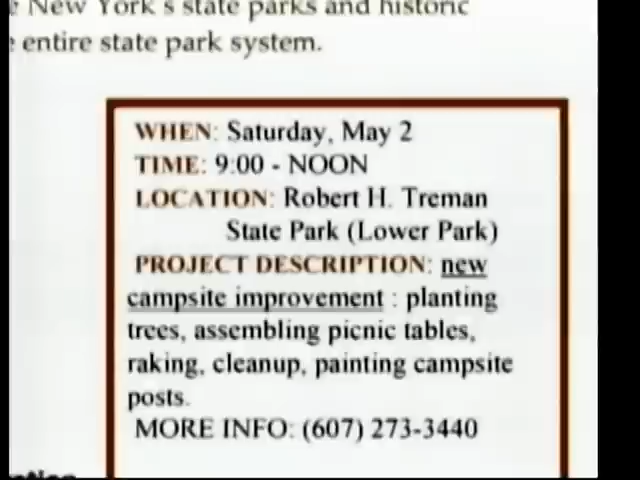 New York's state parks and historic
entire state park system.
WHEN: Saturday, May 2
TIME: 9:00 - NOON
LOCATION: Robert H. Treman
State Park (Lower Park)
PROJECT DESCRIPTION: new
campsite improvement : planting
trees, assembling picnic tables,
raking, cleanup, painting campsite
posts.
MORE INFO: (607) 273-3440